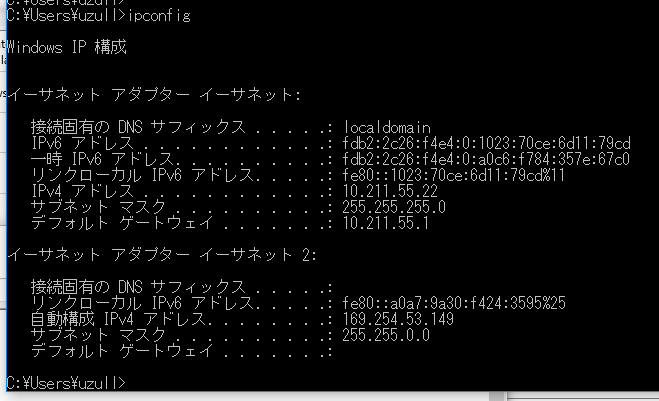 C:¥Users¥uzull>ipconfig
Windows IP 構成
イーサネット アダプター イーサネット:
接続固有の DNS サフィックス . . . . .: localdomain
IPv6 アドレス . . . . . . . . . . . .: fdb2:2c26:f4e4:0:1023:70ce:6d11:79cd
一時 IPv6 アドレス. . . . . . . . . .: fdb2:2c26:f4e4:0:a0c6:f784:357e:67c0
リンクローカル IPv6 アドレス. . . . .: fe80::1023:70ce:6d11:79cd%11
IPv4 アドレス . . . . . . . . . . . .: 10.211.55.22
サブネット マスク . . . . . . . . . .: 255.255.255.0
デフォルト ゲートウェイ . . . . . . .: 10.211.55.1
イーサネット アダプター イーサネット 2:
接続固有の DNS サフィックス . . . . .:
リンクローカル IPv6 アドレス. . . . .: fe80::a0a7:9a30:f424:3595%25
自動構成 IPv4 アドレス. . . . . . . .: 169.254.53.149
サブネット マスク . . . . . . . . . .: 255.255.0.0
デフォルト ゲートウェイ . . . . . . .:
C:¥Users¥uzull>